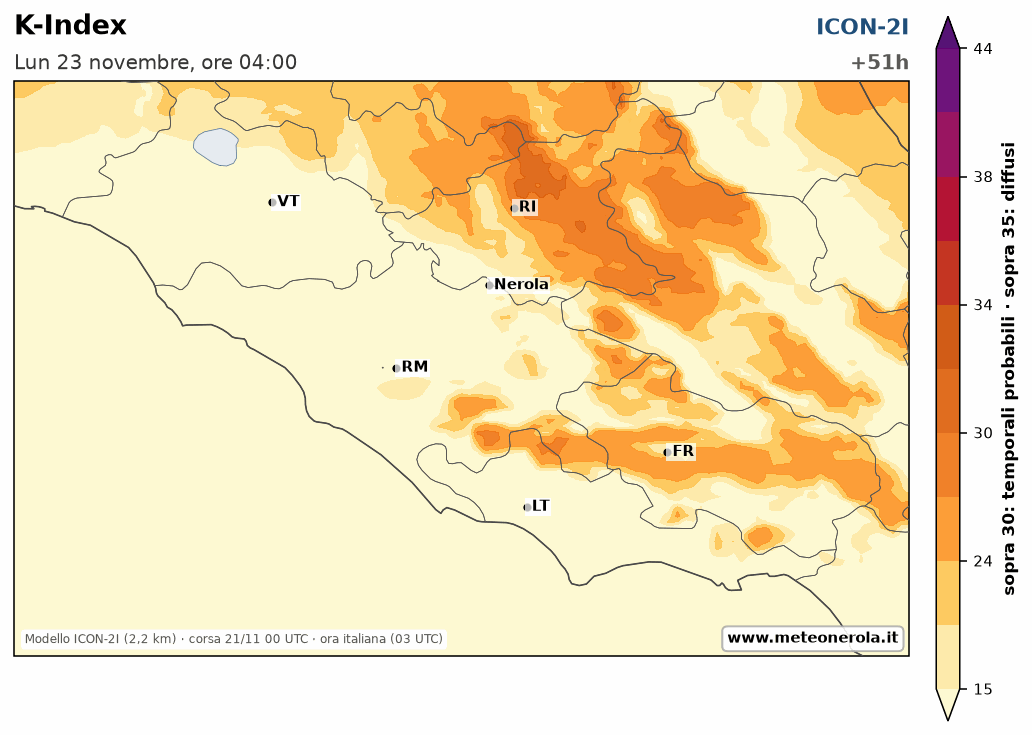 K-Index
ICON-2I
Lun 23 novembre, ore 04:00
+51h
VT
RI
Nerola
RM
FR
LT
Modello ICON-2I (2,2 km) · corsa 21/11 00 UTC · ora italiana (03 UTC)
www.meteonerola.it
44
38
34
30
24
15
sopra 30: temporali probabili · sopra 35: diffusi